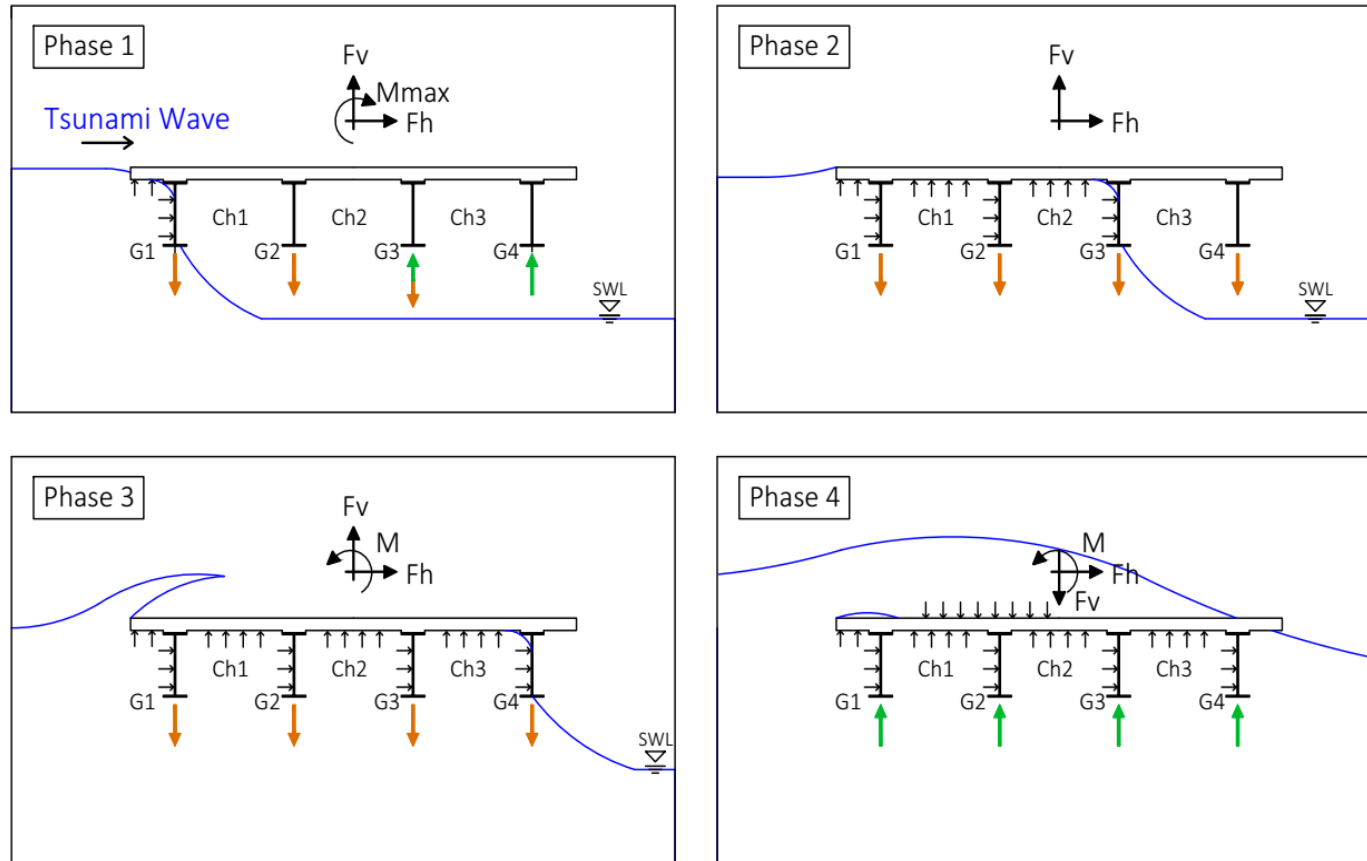 Phase 1
Fv
Mmax
Fh
Tsunami Wave
Ch1 Ch2 Ch3
G1 G2 G3 G4
SWL
Phase 2
Fv
Fh
Ch1 Ch2 Ch3
G1 G2 G3 G4
SWL
Phase 3
Fv
M
Fh
Ch1 Ch2 Ch3
G1 G2 G3 G4
SWL
Phase 4
M
Fh
Fv
Ch1 Ch2 Ch3
G1 G2 G3 G4